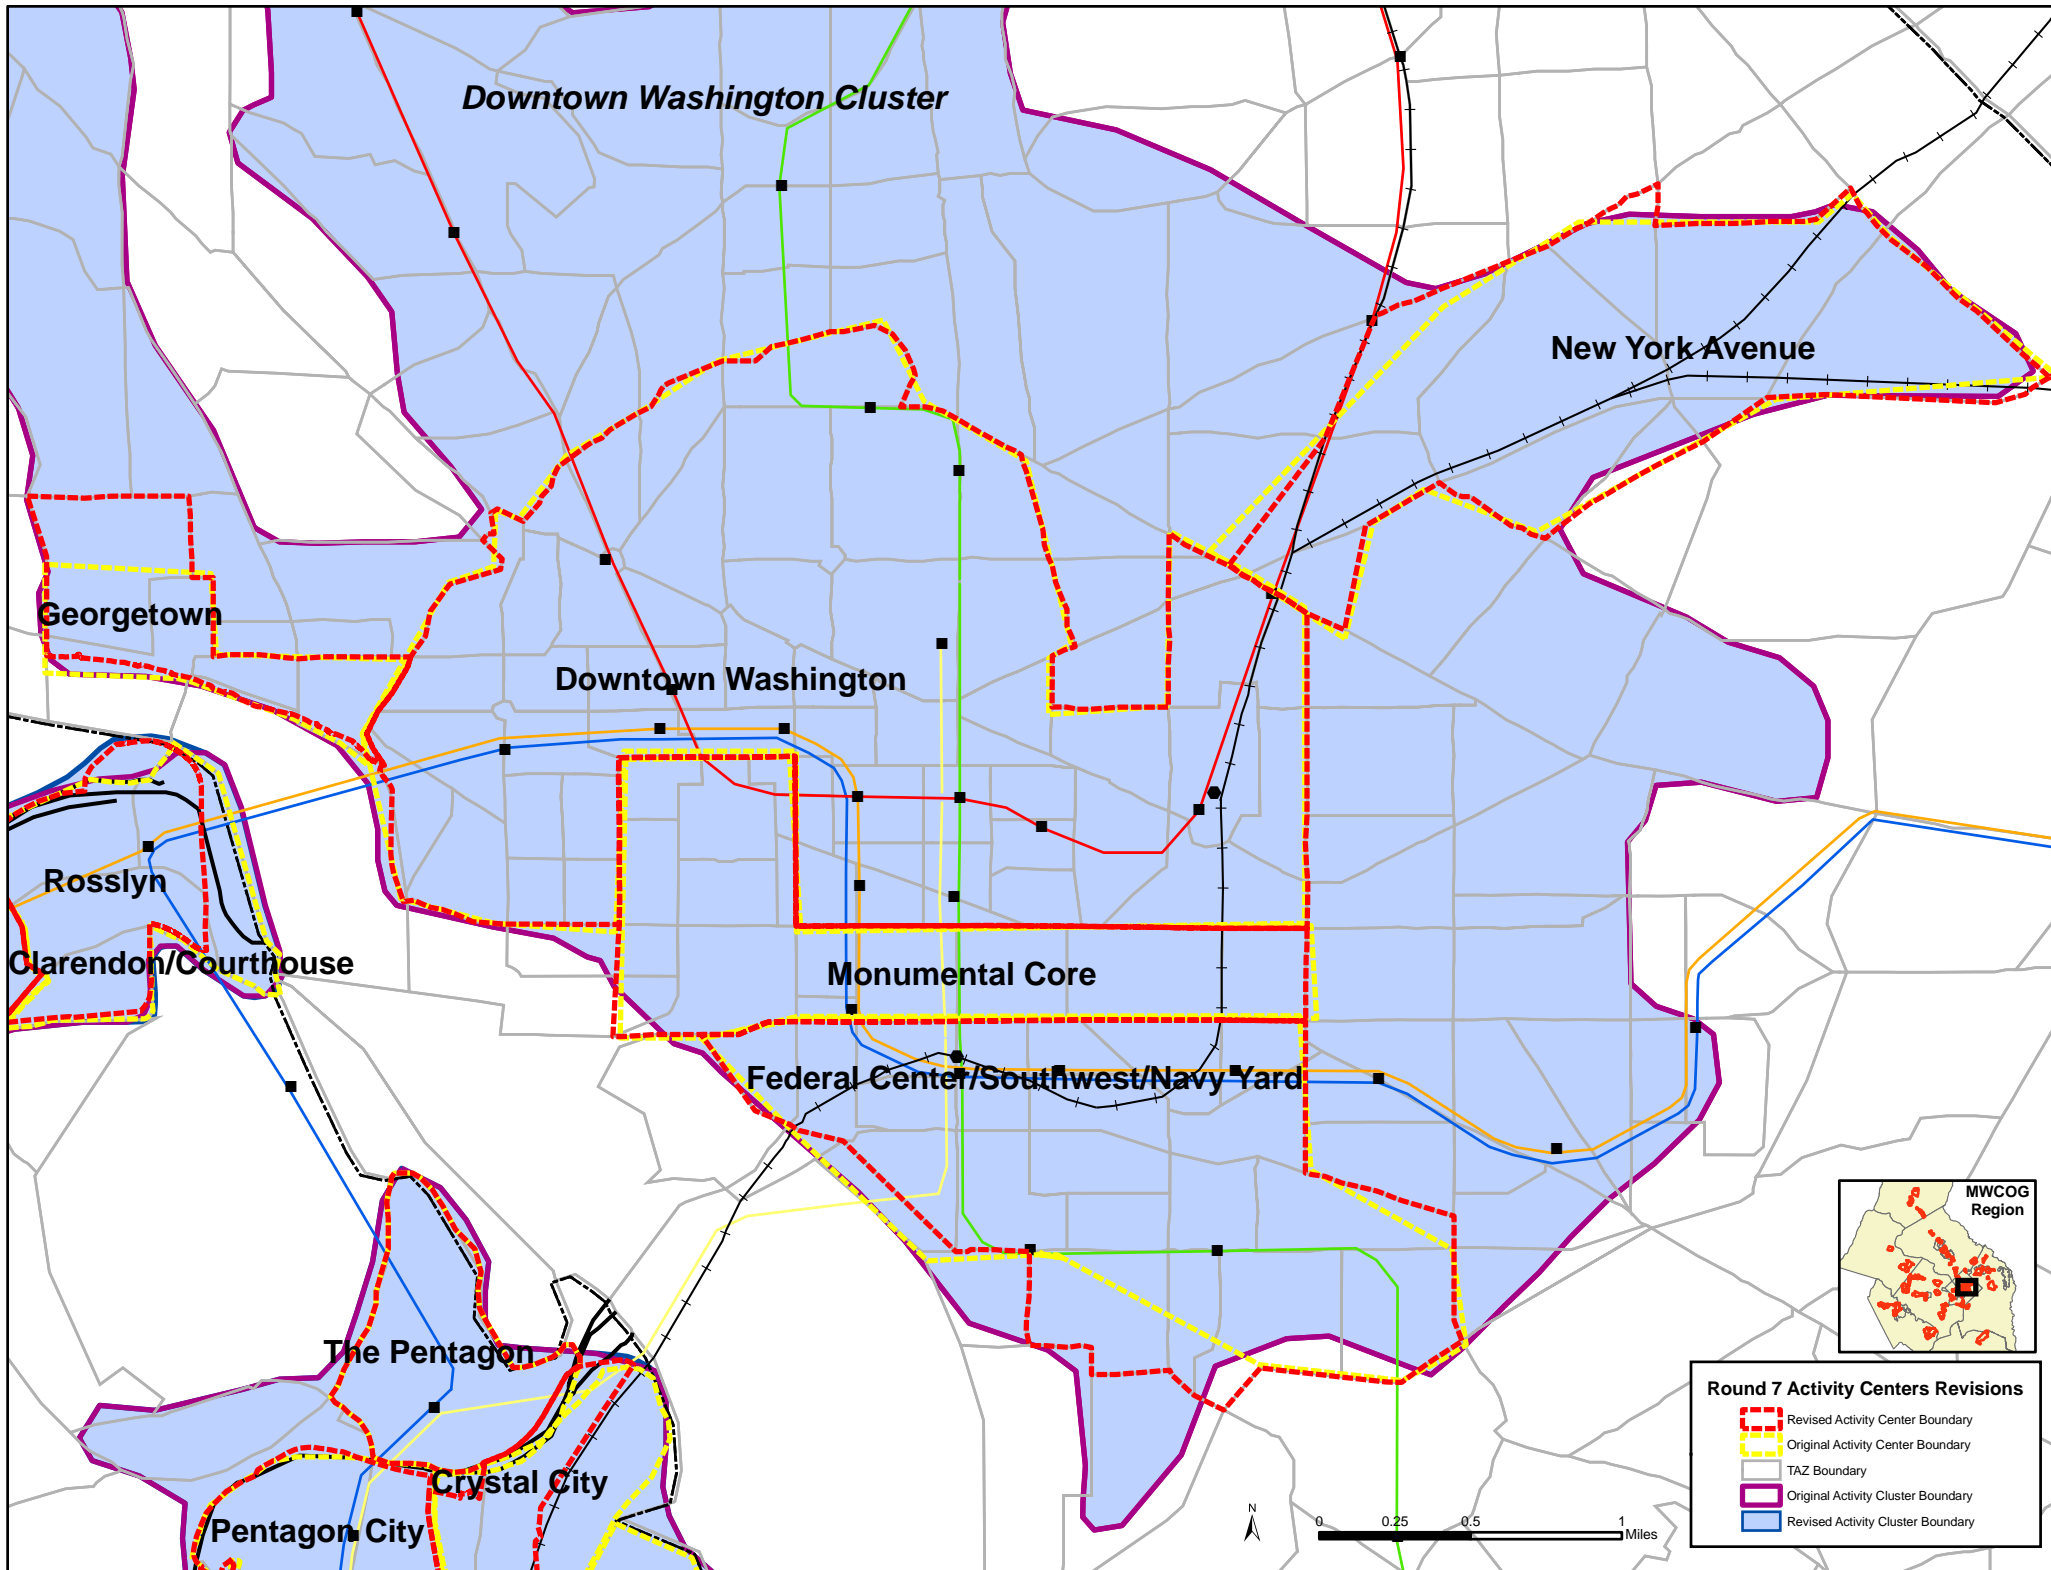 Downtown Washington Cluster
New York Avenue
Georgetown
Downtown Washington
Rosslyn
Clarendon/Courthouse
Monumental Core
Federal Center/Southwest/Navy Yard
The Pentagon
Crystal City
Pentagon City
MWCOG
Region
Round 7 Activity Centers Revisions
Revised Activity Center Boundary
Original Activity Center Boundary
TAZ Boundary
Original Activity Cluster Boundary
Revised Activity Cluster Boundary
N
0 0.25 0.5 1
Miles